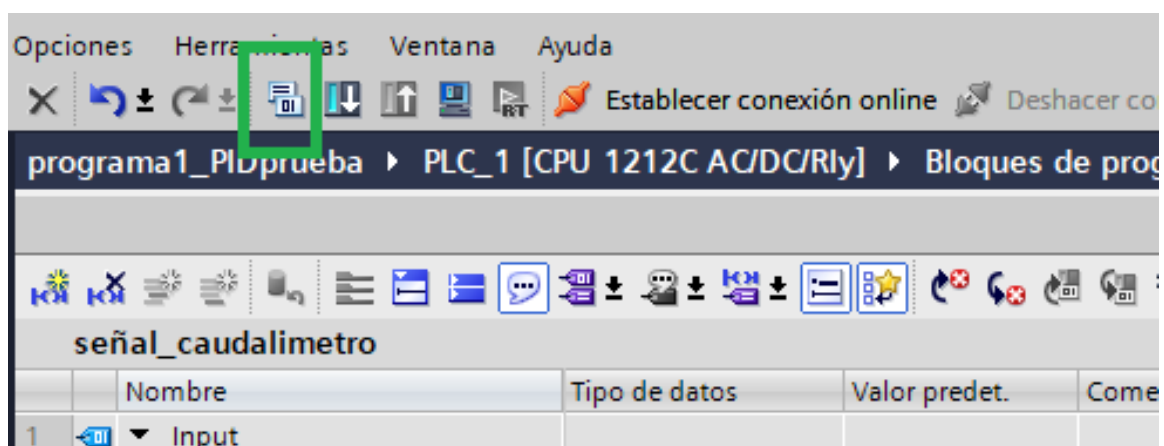 Opciones Herramientas Ventana Ayuda
RT Establecer conexión online Deshacer co
programa1_PIDprueba PLC_1 [CPU 1212C AC/DC/Rly] Bloques de prog
señal_caudalimetro
Nombre Tipo de datos Valor predet. Come
1 Input